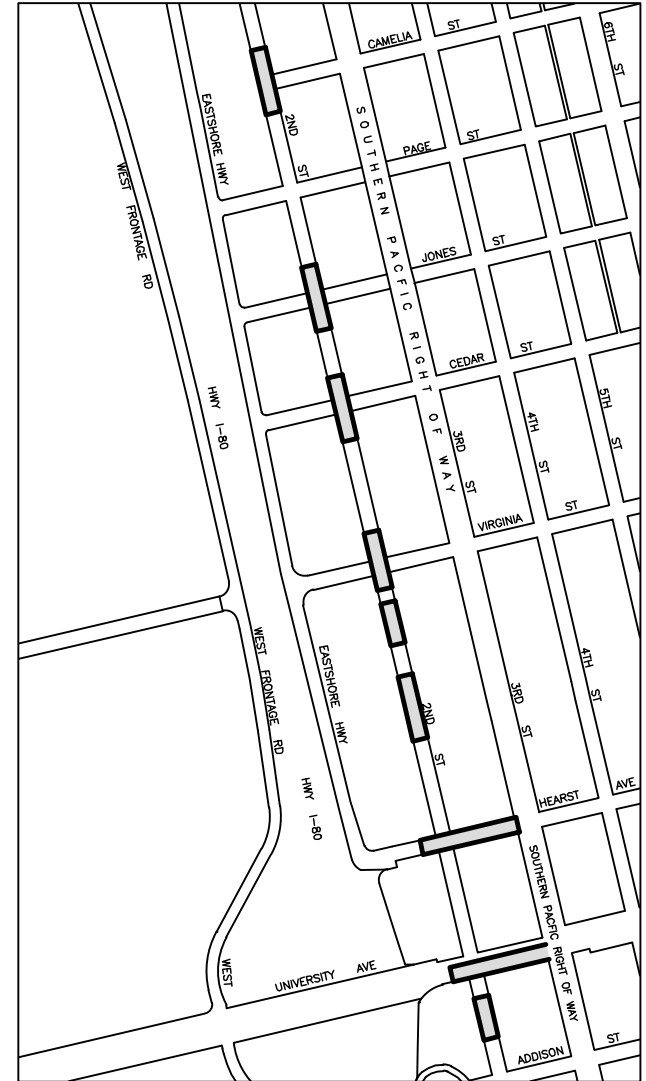 CAMELIA ST
6TH ST
EASTSHORE HWY
2ND ST
SOUTHERN PACIFIC RIGHT OF WAY
PAGE ST
WEST FRONTAGE RD
JONES ST
CEDAR ST
HWY I-80
3RD ST
4TH ST
5TH ST
VIRGINIA ST
WEST FRONTAGE RD
EASTSHORE HWY
2ND ST
3RD ST
4TH ST
HWY I-80
HEARST AVE
SOUTHERN PACFIC RIGHT OF WAY
WEST
UNIVERSITY AVE
ADDISON ST